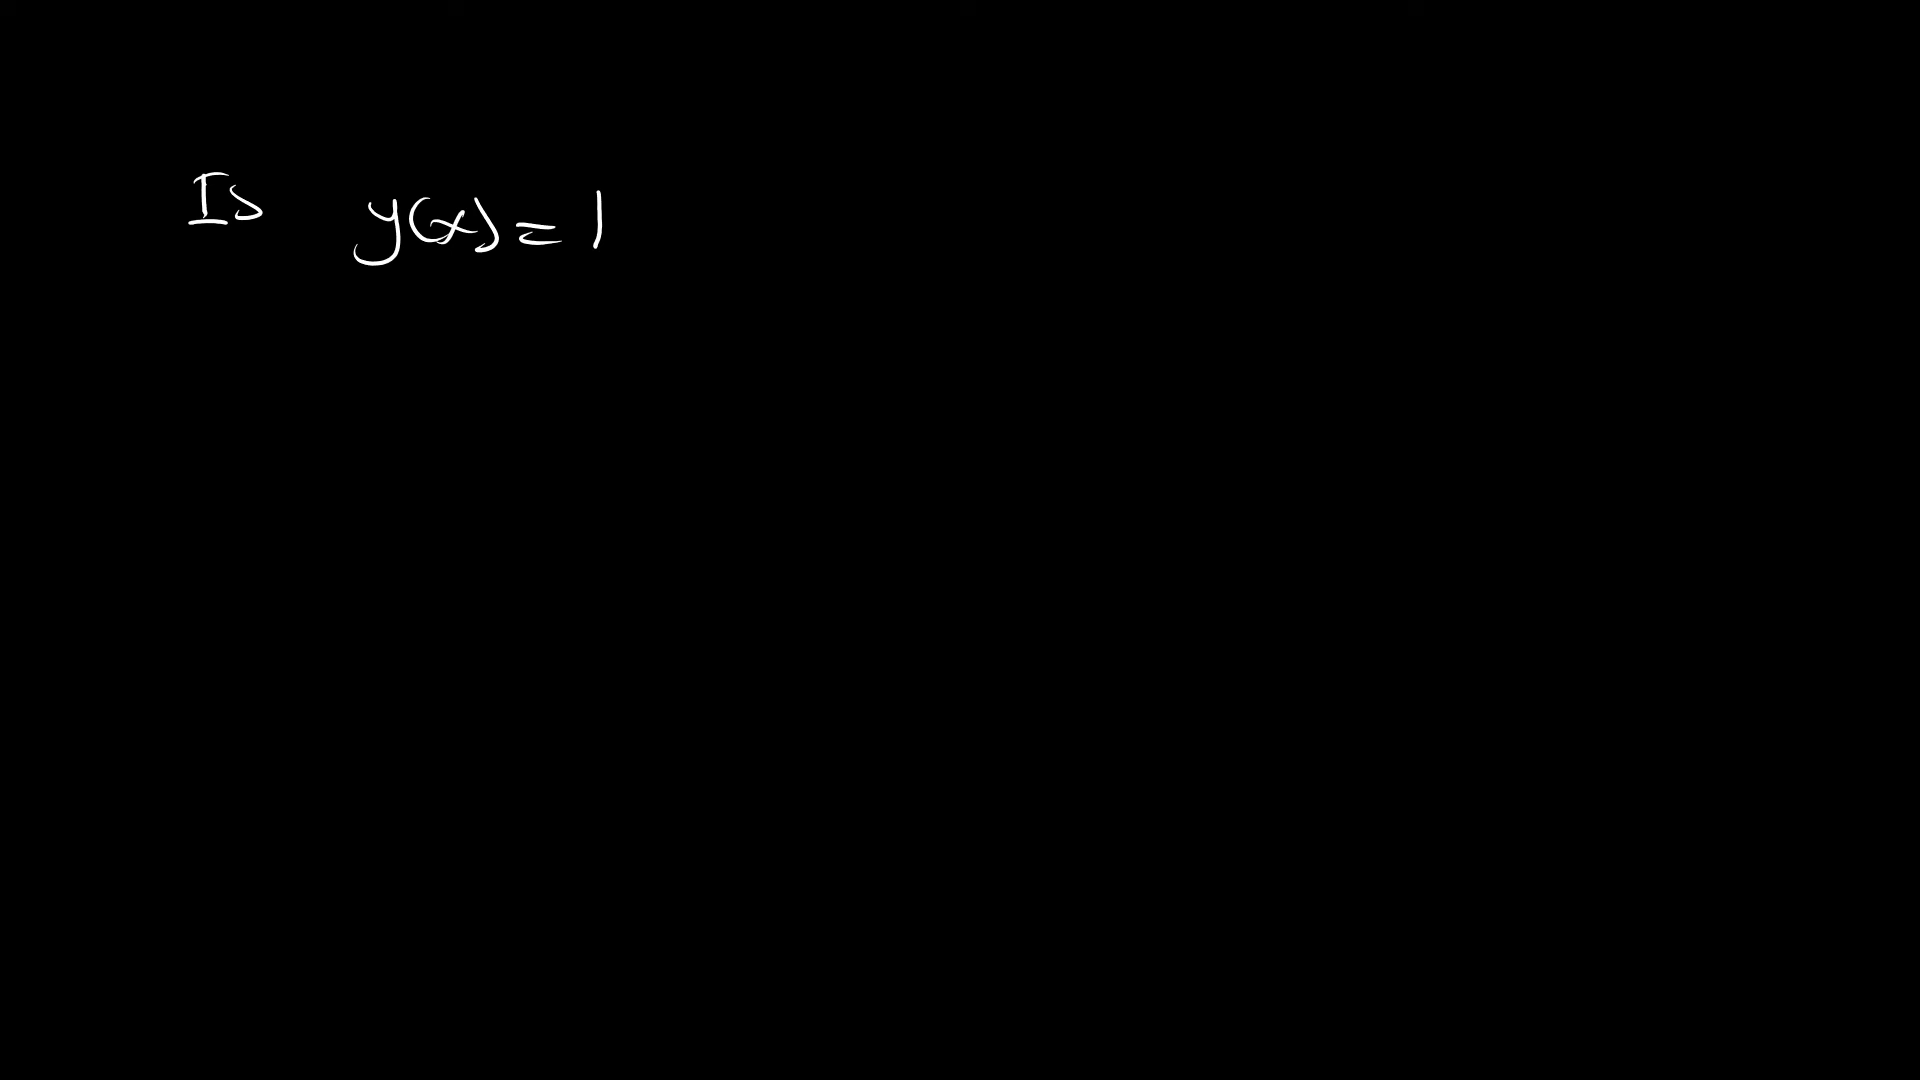 Is y(x) = 1